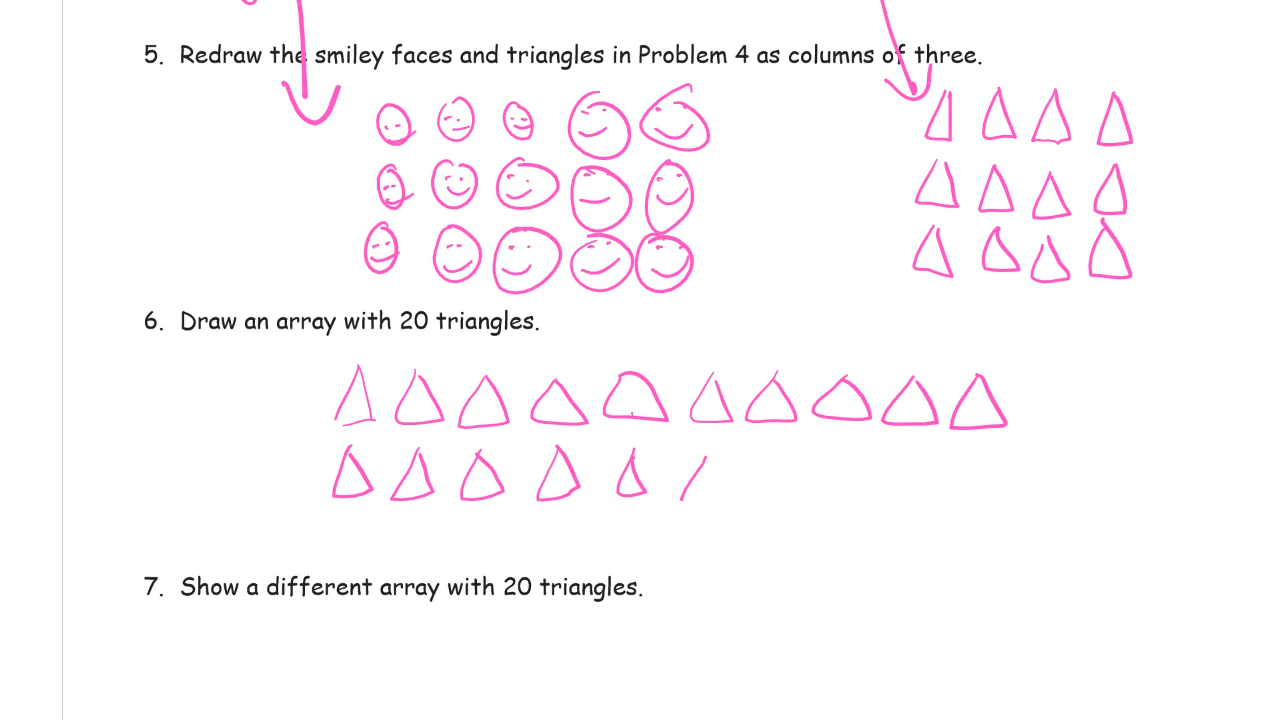 5. Redraw the smiley faces and triangles in Problem 4 as columns of three.
6. Draw an array with 20 triangles.
7. Show a different array with 20 triangles.